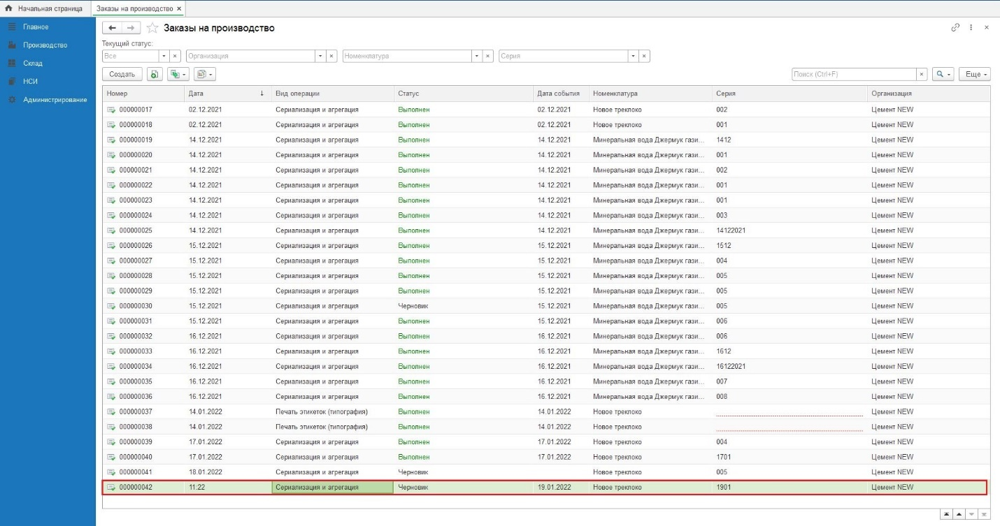 Начальная страница
Заказы на производство ×
Главное
Производство
Склад
НСИ
Администрирование
Заказы на производство
Текущий статус:
Все Организация Номенклатура Серия
Создать Поиск (Ctrl+F) Еще
Номер Дата ↓ Вид операции Статус Дата события Номенклатура Серия Организация
000000017 02.12.2021 Сериализация и агрегация Выполнен 02.12.2021 Новое треклоко 002 Цемент NEW
000000018 02.12.2021 Сериализация и агрегация Выполнен 02.12.2021 Новое треклоко 001 Цемент NEW
000000019 14.12.2021 Сериализация и агрегация Выполнен 14.12.2021 Минеральная вода Джермук гази... 1412 Цемент NEW
000000020 14.12.2021 Сериализация и агрегация Выполнен 14.12.2021 Минеральная вода Джермук гази... 001 Цемент NEW
000000021 14.12.2021 Сериализация и агрегация Выполнен 14.12.2021 Минеральная вода Джермук гази... 002 Цемент NEW
000000022 14.12.2021 Сериализация и агрегация Выполнен 14.12.2021 Минеральная вода Джермук гази... 001 Цемент NEW
000000023 14.12.2021 Сериализация и агрегация Выполнен 14.12.2021 Минеральная вода Джермук гази... 001 Цемент NEW
000000024 14.12.2021 Сериализация и агрегация Выполнен 14.12.2021 Минеральная вода Джермук гази... 003 Цемент NEW
000000025 14.12.2021 Сериализация и агрегация Выполнен 14.12.2021 Минеральная вода Джермук гази... 14122021 Цемент NEW
000000026 15.12.2021 Сериализация и агрегация Выполнен 15.12.2021 Минеральная вода Джермук гази... 1512 Цемент NEW
000000027 15.12.2021 Сериализация и агрегация Выполнен 15.12.2021 Минеральная вода Джермук гази... 004 Цемент NEW
000000028 15.12.2021 Сериализация и агрегация Выполнен 15.12.2021 Минеральная вода Джермук гази... 005 Цемент NEW
000000029 15.12.2021 Сериализация и агрегация Выполнен 15.12.2021 Минеральная вода Джермук гази... 005 Цемент NEW
000000030 15.12.2021 Сериализация и агрегация Черновик 15.12.2021 Минеральная вода Джермук гази... 005 Цемент NEW
000000031 15.12.2021 Сериализация и агрегация Выполнен 15.12.2021 Минеральная вода Джермук гази... 006 Цемент NEW
000000032 16.12.2021 Сериализация и агрегация Выполнен 16.12.2021 Минеральная вода Джермук гази... 006 Цемент NEW
000000033 16.12.2021 Сериализация и агрегация Выполнен 16.12.2021 Минеральная вода Джермук гази... 1612 Цемент NEW
000000034 16.12.2021 Сериализация и агрегация Выполнен 16.12.2021 Минеральная вода Джермук гази... 16122021 Цемент NEW
000000035 16.12.2021 Сериализация и агрегация Выполнен 16.12.2021 Минеральная вода Джермук гази... 007 Цемент NEW
000000036 16.12.2021 Сериализация и агрегация Выполнен 16.12.2021 Минеральная вода Джермук гази... 008 Цемент NEW
000000037 14.01.2022 Печать этикеток (типография) Выполнен 14.01.2022 Новое треклоко Цемент NEW
000000038 14.01.2022 Печать этикеток (типография) Выполнен 14.01.2022 Новое треклоко Цемент NEW
000000039 17.01.2022 Сериализация и агрегация Выполнен 17.01.2022 Новое треклоко 004 Цемент NEW
000000040 17.01.2022 Сериализация и агрегация Выполнен 17.01.2022 Новое треклоко 1701 Цемент NEW
000000041 18.01.2022 Сериализация и агрегация Черновик Новое треклоко 005 Цемент NEW
000000042 11:22 Сериализация и агрегация Черновик 19.01.2022 Новое треклоко 1901 Цемент NEW